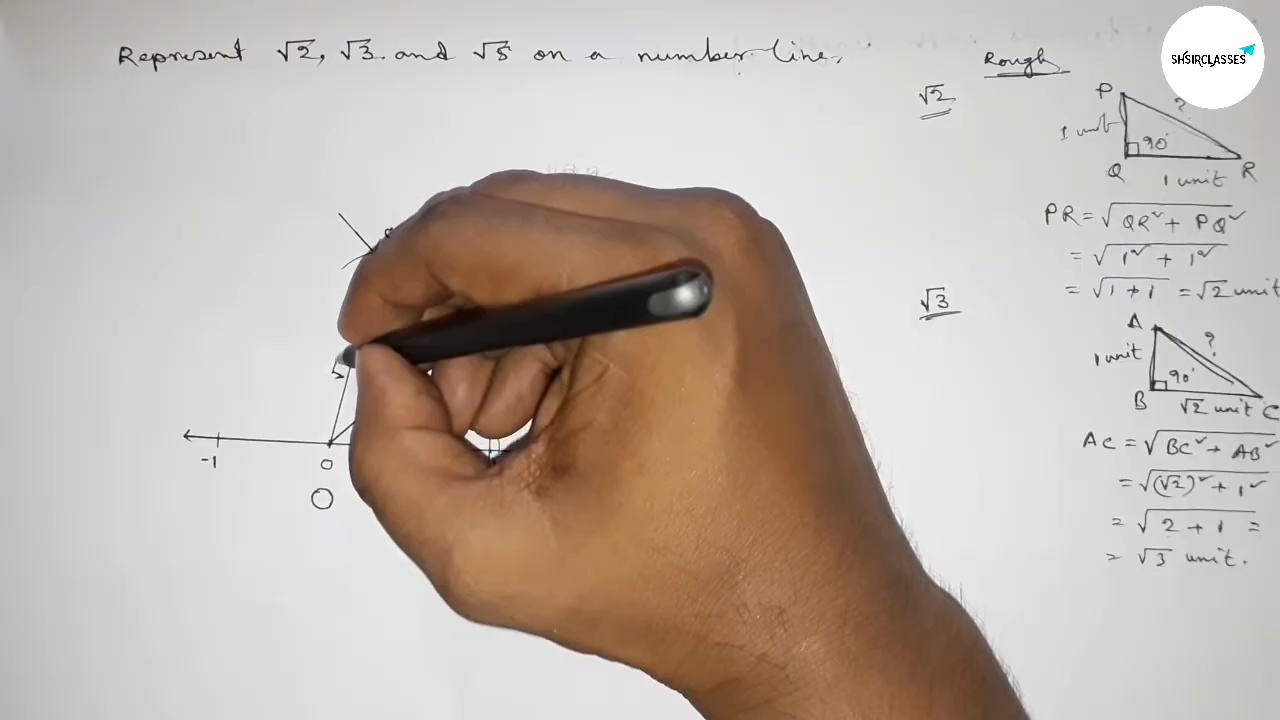 Represent √2, √3 and √5 on a number line.
SHSIRCLASSES
Rough
√2
P
?
1 unit
90°
Q
1 unit
R
PR = √QR² + PQ²
= √1² + 1²
= √1 + 1 = √2 unit
√3
A
?
1 unit
90°
B
√2 unit
C
AC = √BC² + AB²
= √(√2)² + 1²
= √2 + 1 =
= √3 unit.
-1
0
O